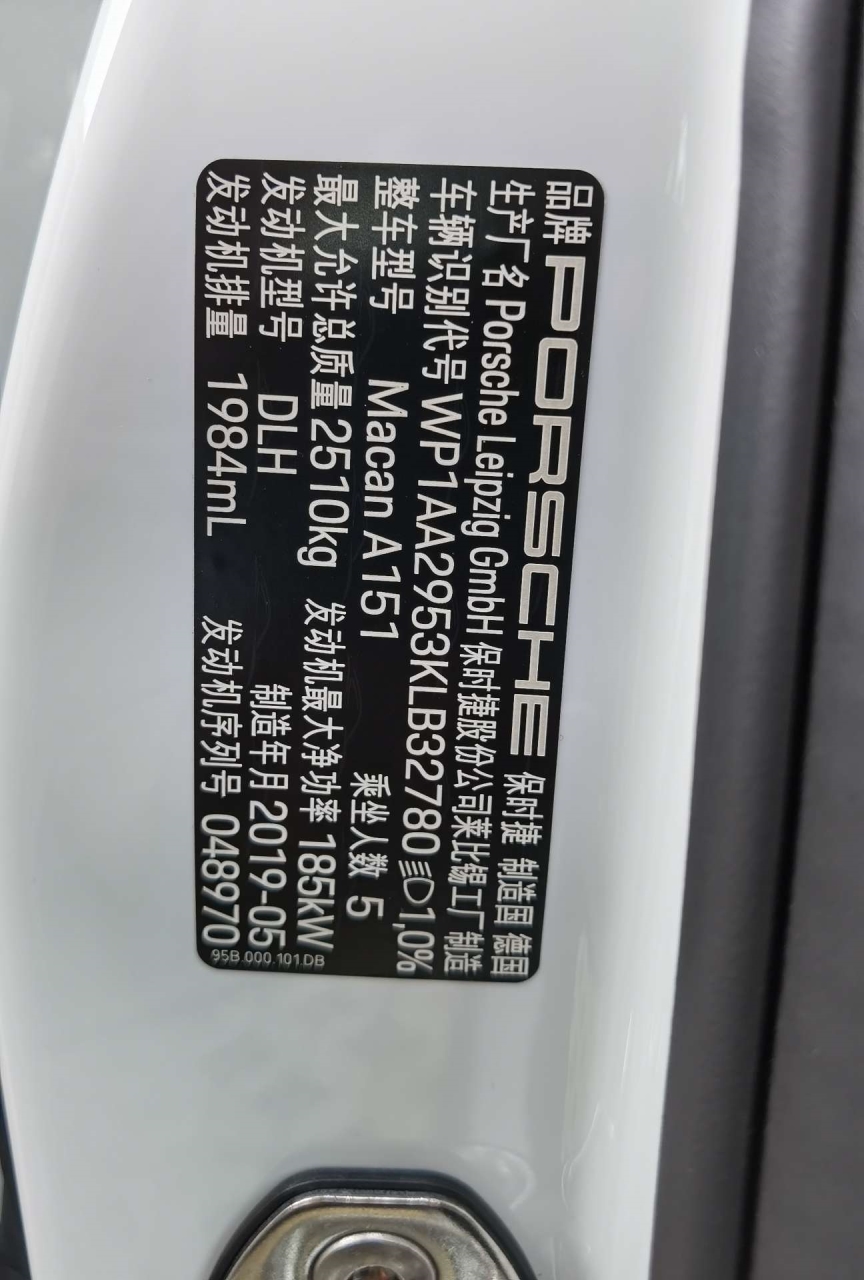 品牌 PORSCHE 保时捷 制造国 德国
生产厂名 Porsche Leipzig GmbH 保时捷股份公司莱比锡工厂 制造
车辆识别代号 WP1AA2953KLB32780 1,0%
整车型号 Macan A151 乘坐人数 5
最大允许总质量 2510kg 发动机最大净功率 185kW
发动机型号 DLH 制造年月 2019-05
发动机排量 1984mL 发动机序列号 048970
95B.000.101.DB